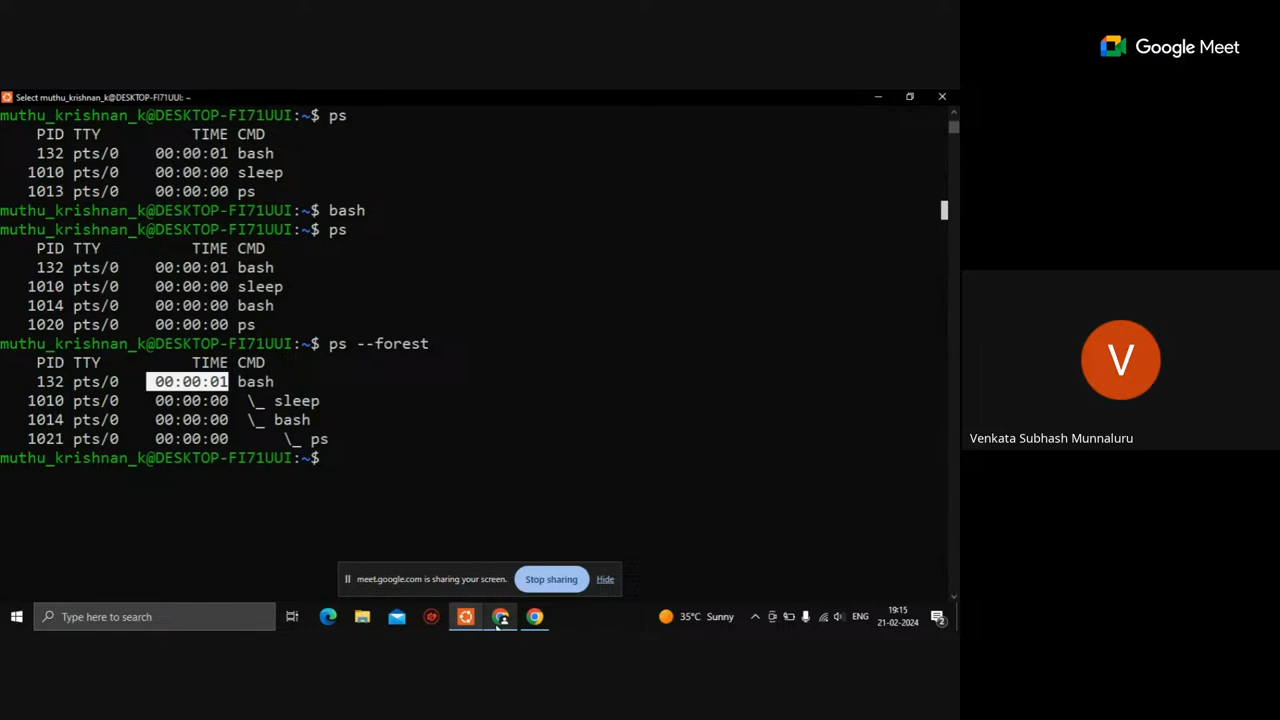 Google Meet
Select muthu_krishnan_k@DESKTOP-FI71UUI: ~
muthu_krishnan_k@DESKTOP-FI71UUI:~$ ps
PID TTY TIME CMD
132 pts/0 00:00:01 bash
1010 pts/0 00:00:00 sleep
1013 pts/0 00:00:00 ps
muthu_krishnan_k@DESKTOP-FI71UUI:~$ bash
muthu_krishnan_k@DESKTOP-FI71UUI:~$ ps
PID TTY TIME CMD
132 pts/0 00:00:01 bash
1010 pts/0 00:00:00 sleep
1014 pts/0 00:00:00 bash
1020 pts/0 00:00:00 ps
muthu_krishnan_k@DESKTOP-FI71UUI:~$ ps --forest
PID TTY TIME CMD
132 pts/0 00:00:01 bash
1010 pts/0 00:00:00 \_ sleep
1014 pts/0 00:00:00 \_ bash
1021 pts/0 00:00:00 \_ ps
muthu_krishnan_k@DESKTOP-FI71UUI:~$
V
Venkata Subhash Munnaluru
meet.google.com is sharing your screen. Stop sharing Hide
Type here to search
35°C Sunny
ENG
19:15
21-02-2024
2